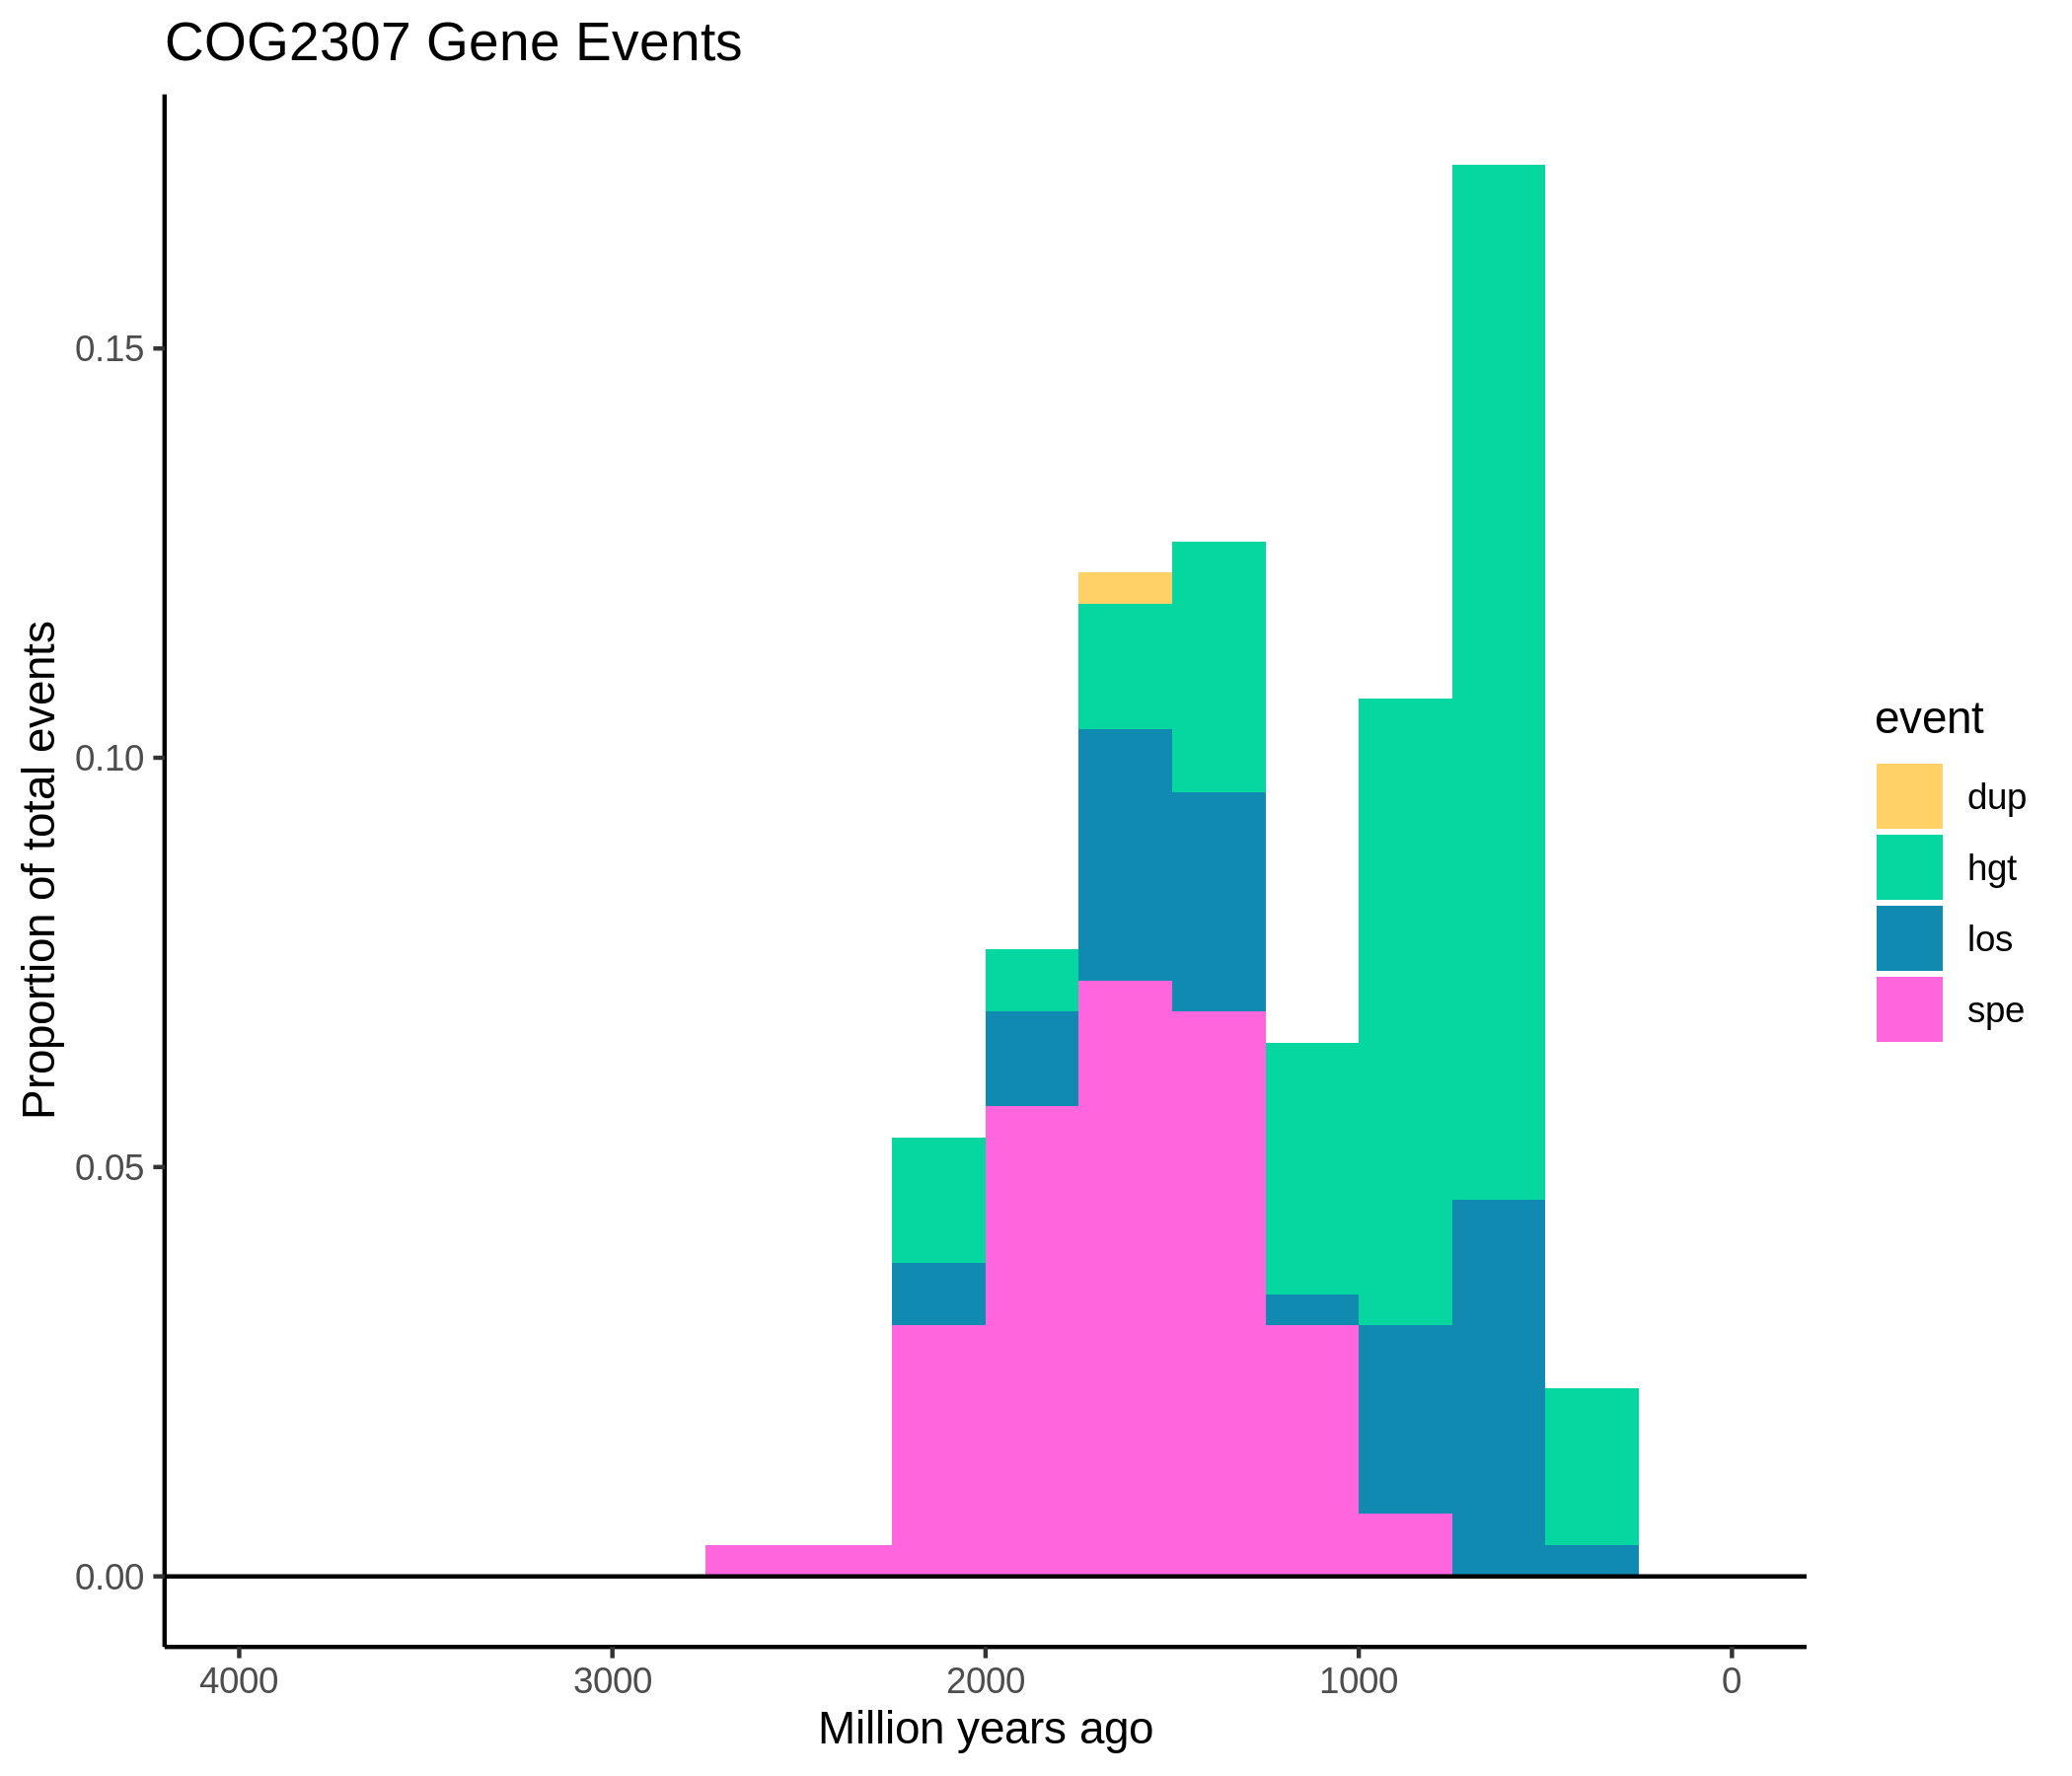 COG2307 Gene Events
Proportion of total events
0.15
0.10
0.05
0.00
4000 3000 2000 1000 0
Million years ago
event
dup
hgt
los
spe